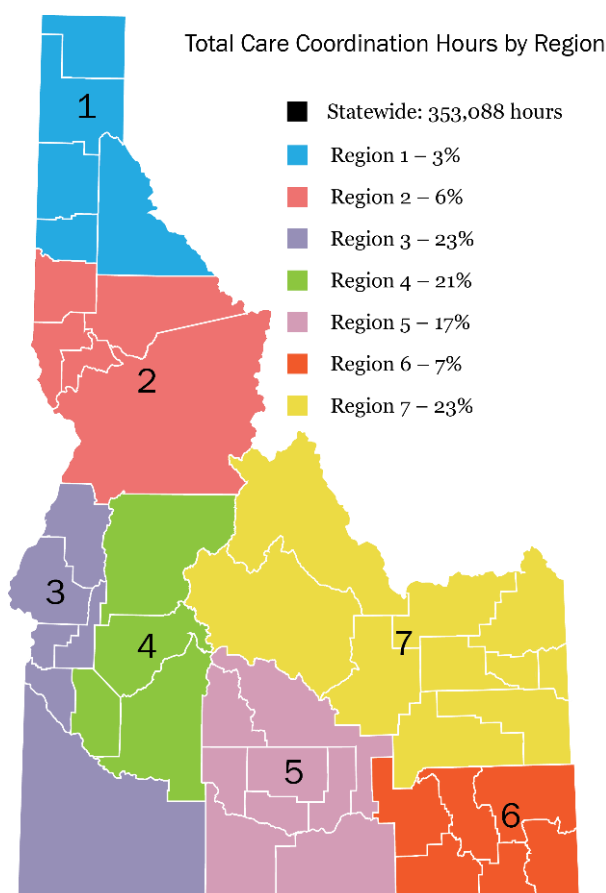 Total Care Coordination Hours by Region
Statewide: 353,088 hours
Region 1 – 3%
Region 2 – 6%
Region 3 – 23%
Region 4 – 21%
Region 5 – 17%
Region 6 – 7%
Region 7 – 23%
1
2
3
4
7
5
6